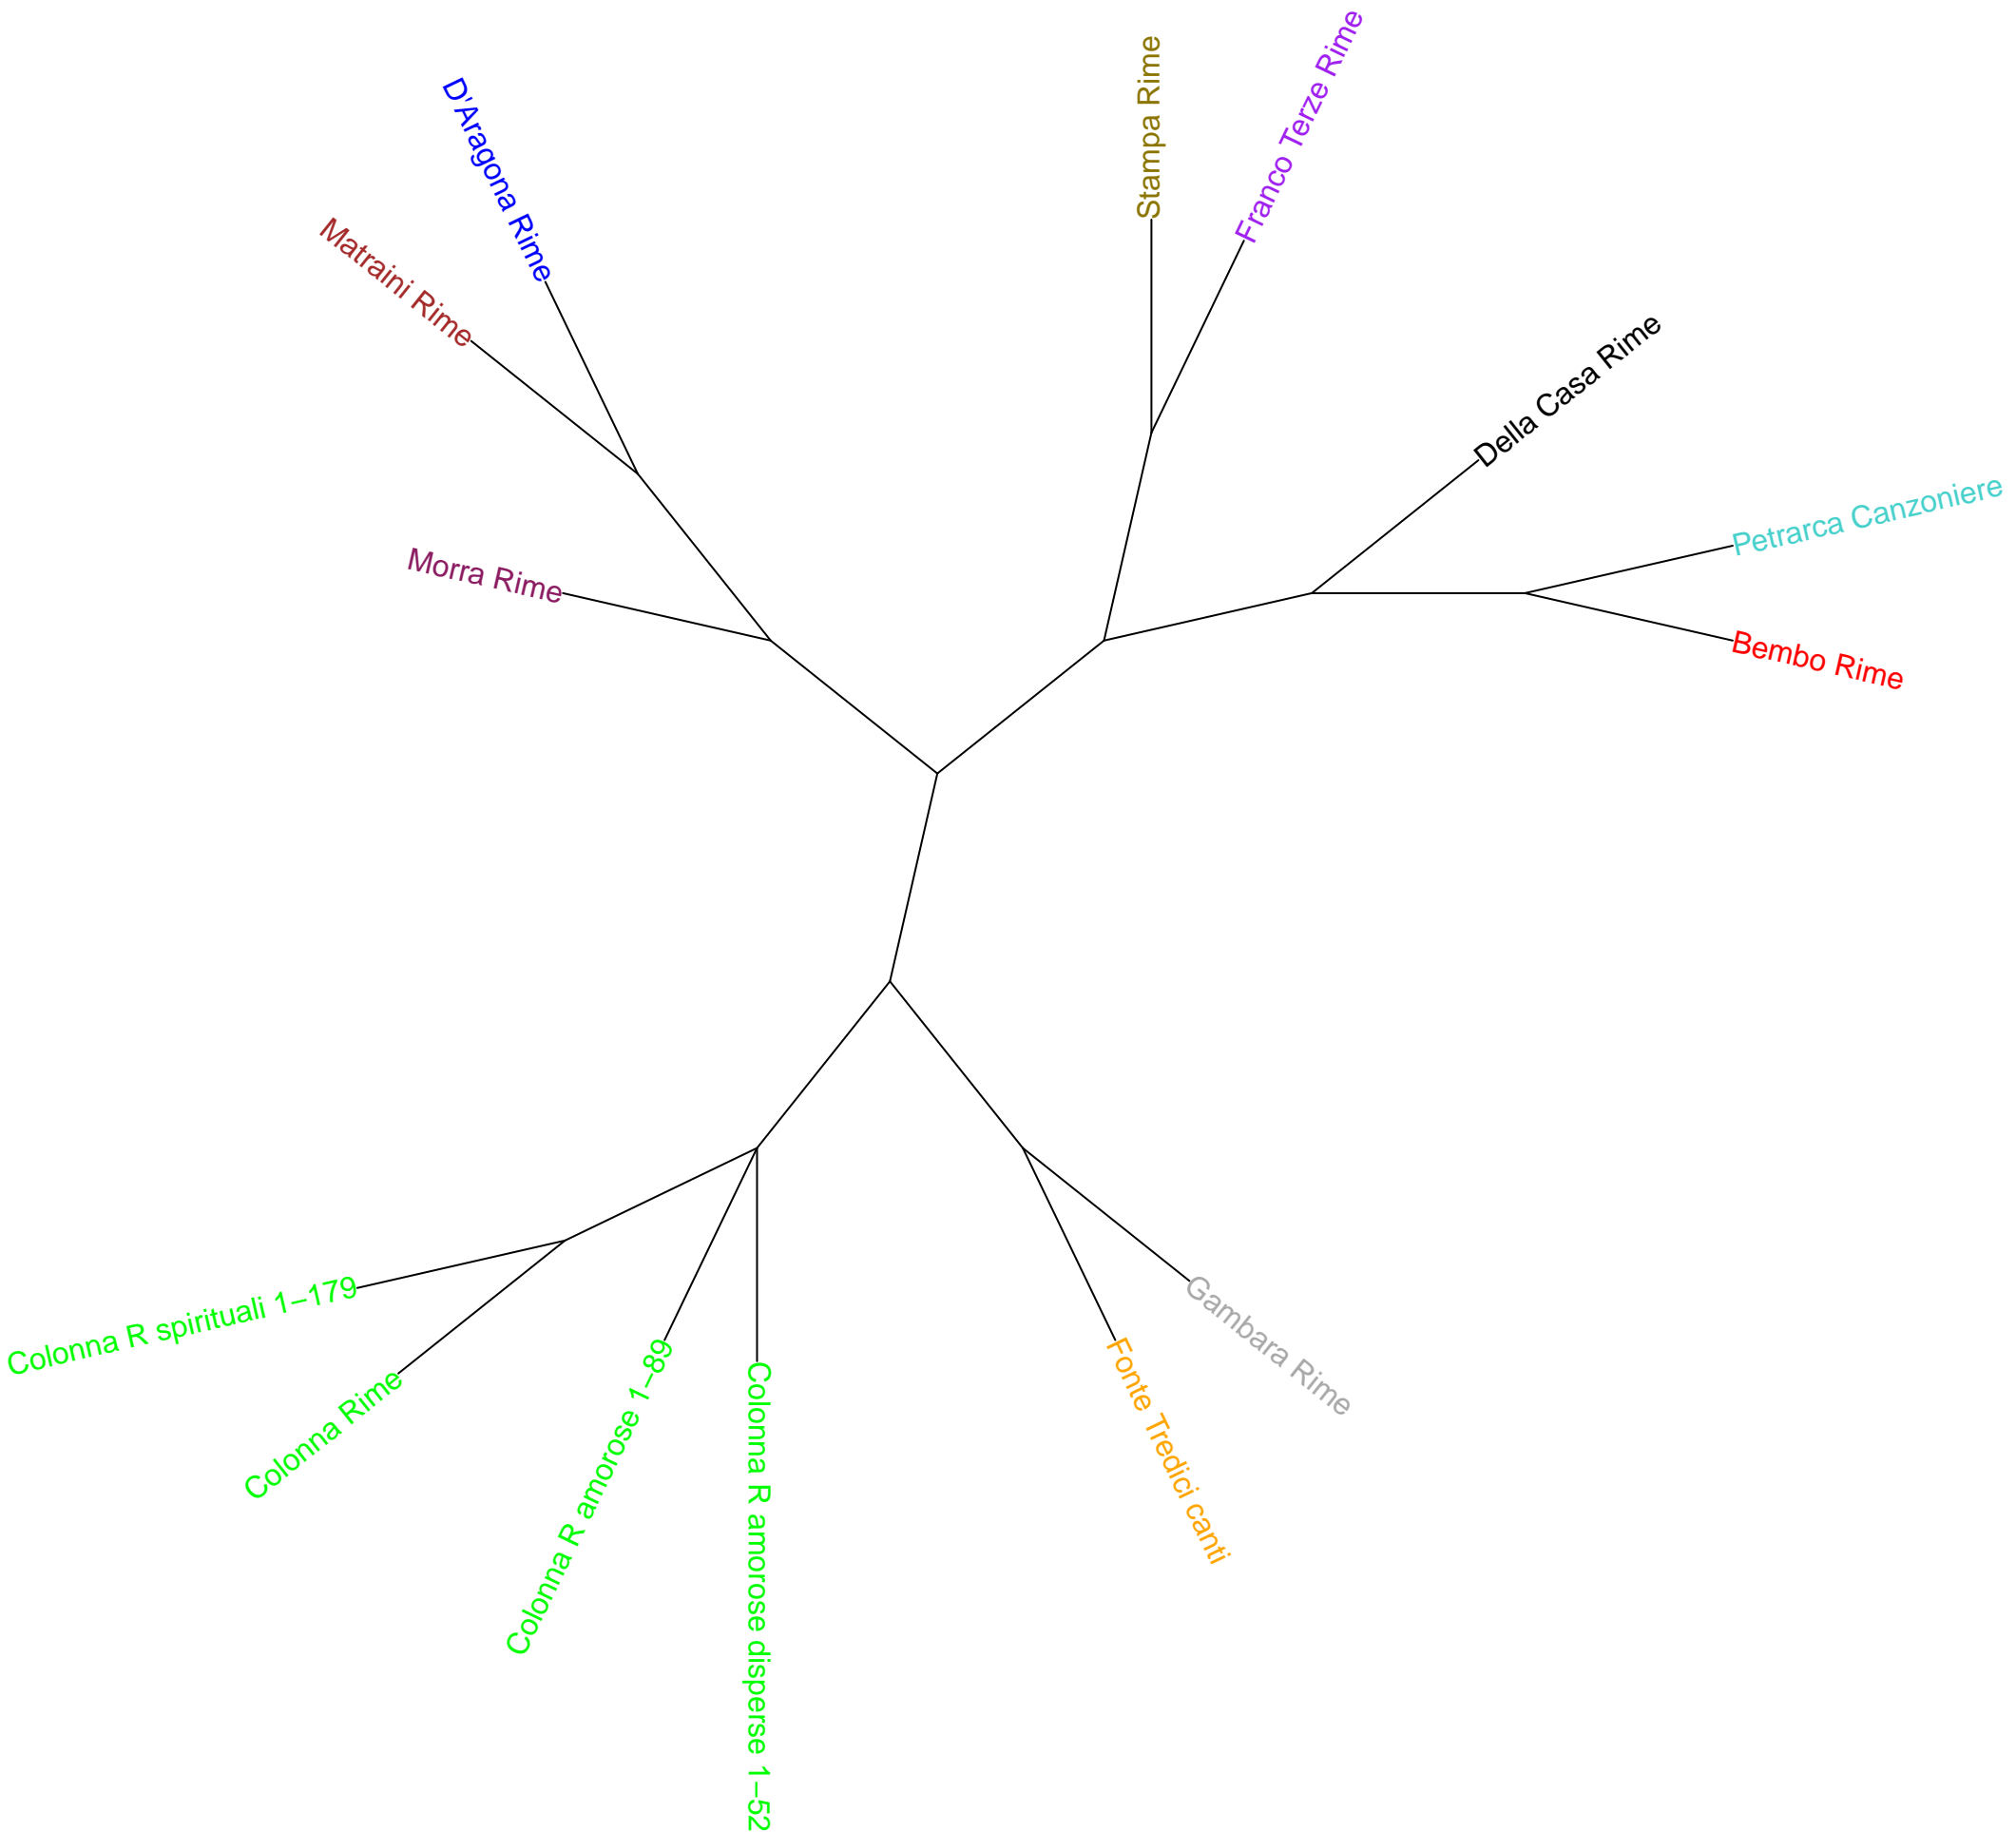 Stampa Rime
Franco Terze Rime
D'Aragona Rime
Matraini Rime
Della Casa Rime
Petrarca Canzoniere
Morra Rime
Bembo Rime
Colonna R spirituali 1–179
Colonna Rime
Colonna R amorose 1–89
Colonna R amorose disperse 1–52
Gambara Rime
Fonte Tredici canti